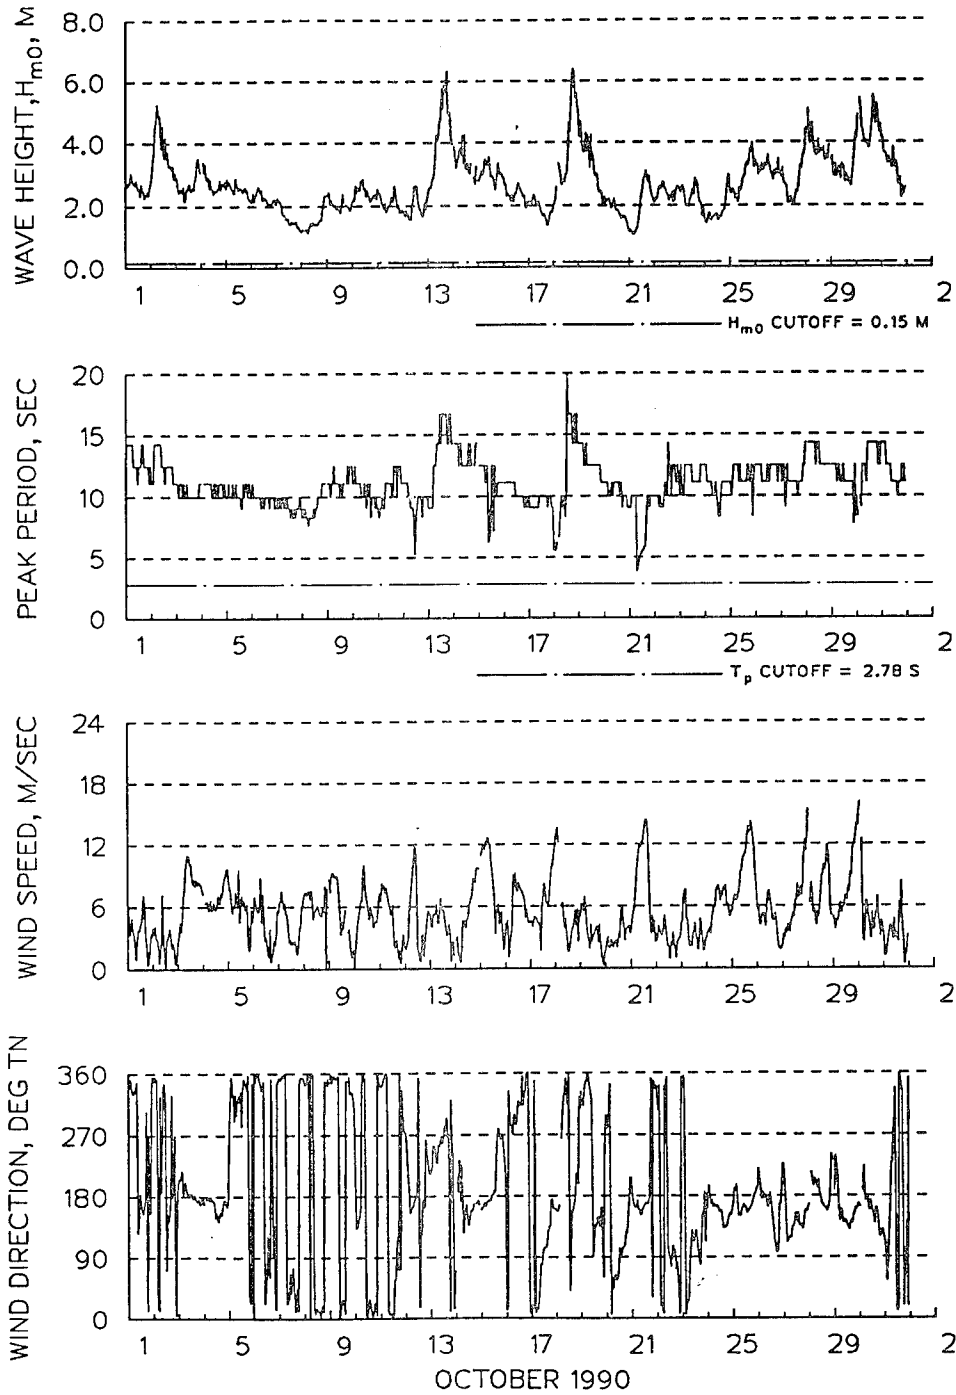 WAVE HEIGHT, Hm0, M
8.0
6.0
4.0
2.0
0.0
1 5 9 13 17 21 25 29 2
Hm0 CUTOFF = 0.15 M
PEAK PERIOD, SEC
20
15
10
5
0
1 5 9 13 17 21 25 29 2
Tp CUTOFF = 2.78 S
WIND SPEED, M/SEC
24
18
12
6
0
1 5 9 13 17 21 25 29 2
WIND DIRECTION, DEG TN
360
270
180
90
0
1 5 9 13 17 21 25 29 2
OCTOBER 1990